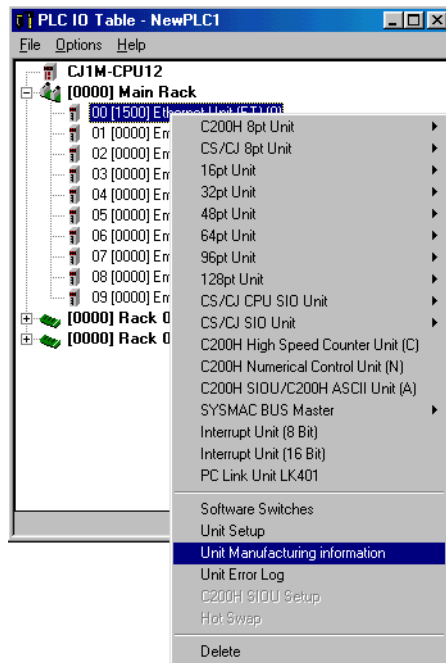 PLC IO Table - NewPLC1
File Options Help
CJ1M-CPU12
[0000] Main Rack
00 [1500] Ethernet Unit (ET) (0)
01 [0000] Em
02 [0000] Em
03 [0000] Em
04 [0000] Em
05 [0000] Em
06 [0000] Em
07 [0000] Em
08 [0000] Em
09 [0000] Em
[0000] Rack 0
[0000] Rack 0
C200H 8pt Unit
CS/CJ 8pt Unit
16pt Unit
32pt Unit
48pt Unit
64pt Unit
96pt Unit
128pt Unit
CS/CJ CPU SIO Unit
CS/CJ SIO Unit
C200H High Speed Counter Unit (C)
C200H Numerical Control Unit (N)
C200H SIOU/C200H ASCII Unit (A)
SYSMAC BUS Master
Interrupt Unit (8 Bit)
Interrupt Unit (16 Bit)
PC Link Unit LK401
Software Switches
Unit Setup
Unit Manufacturing information
Unit Error Log
C200H SIOU Setup
Hot Swap
Delete